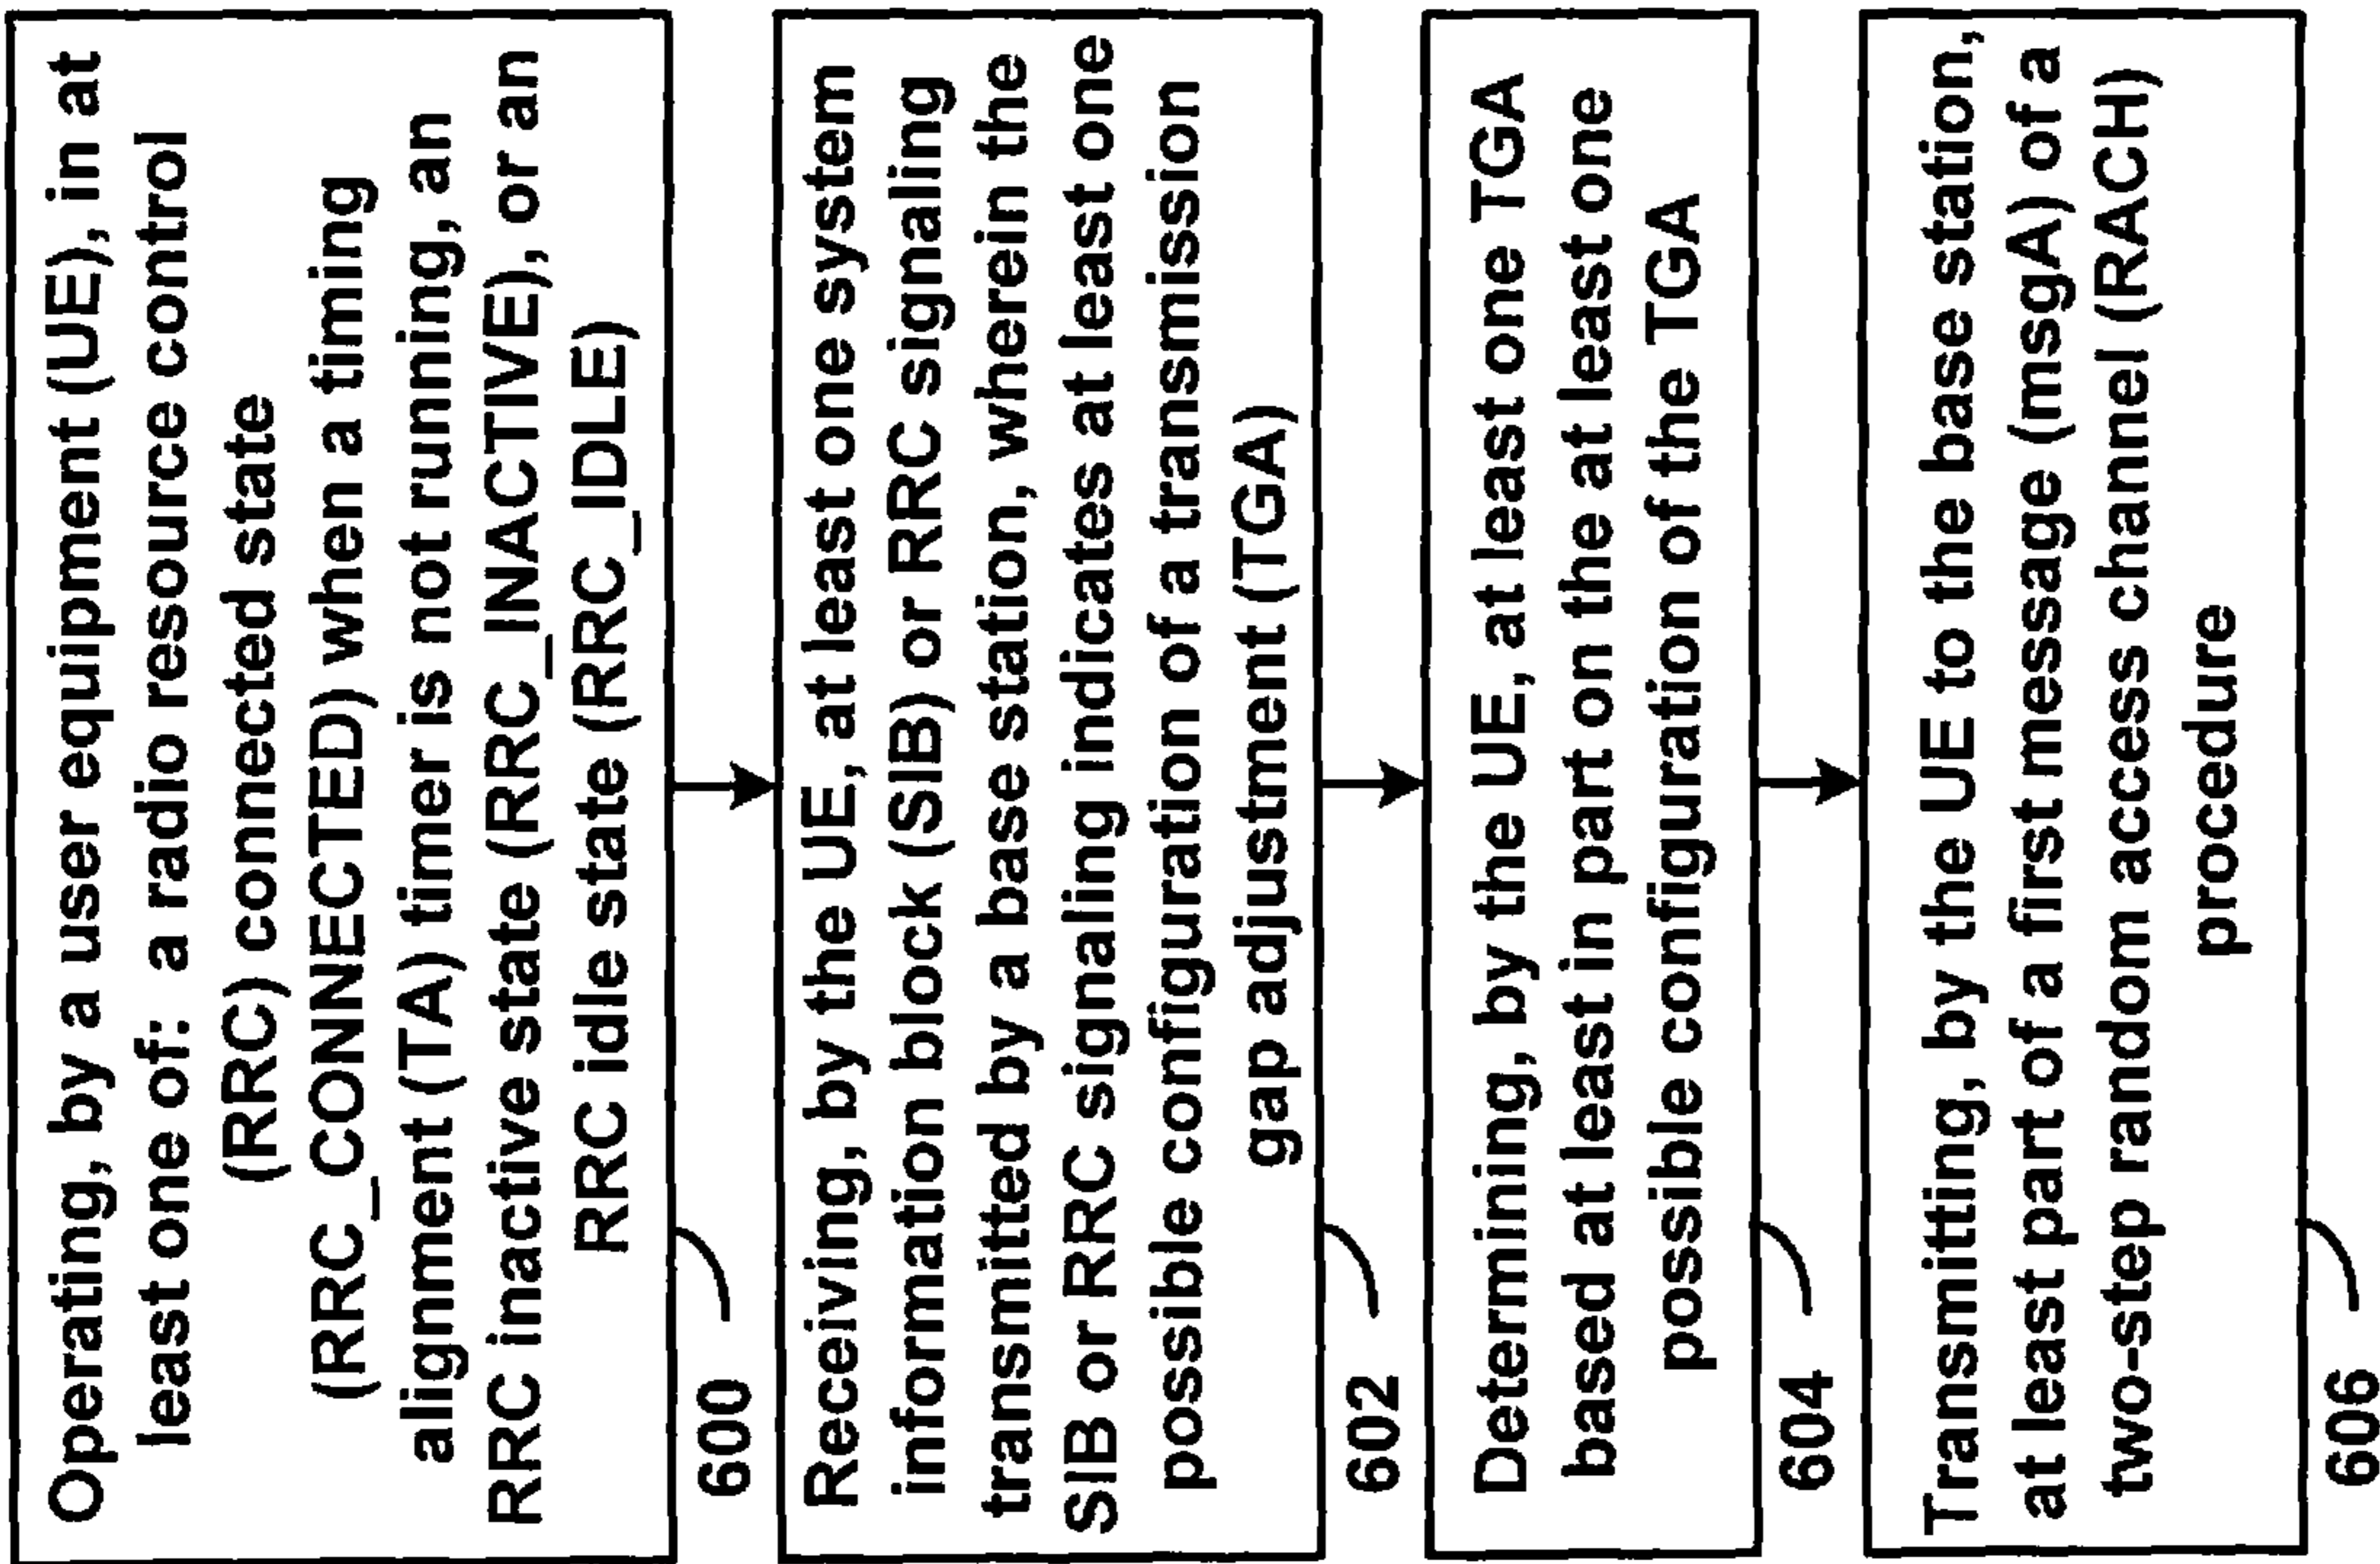 Operating, by a user equipment (UE), in at
least one of: a radio resource control
(RRC) connected state
(RRC_CONNECTED) when a timing
alignment (TA) timer is not running, an
RRC inactive state (RRC_INACTIVE), or an
RRC idle state (RRC_IDLE)
600
Receiving, by the UE, at least one system
information block (SIB) or RRC signaling
transmitted by a base station, wherein the
SIB or RRC signaling indicates at least one
possible configuration of a transmission
gap adjustment (TGA)
602
Determining, by the UE, at least one TGA
based at least in part on the at least one
possible configuration of the TGA
604
Transmitting, by the UE to the base station,
at least part of a first message (msgA) of a
two-step random access channel (RACH)
procedure
606